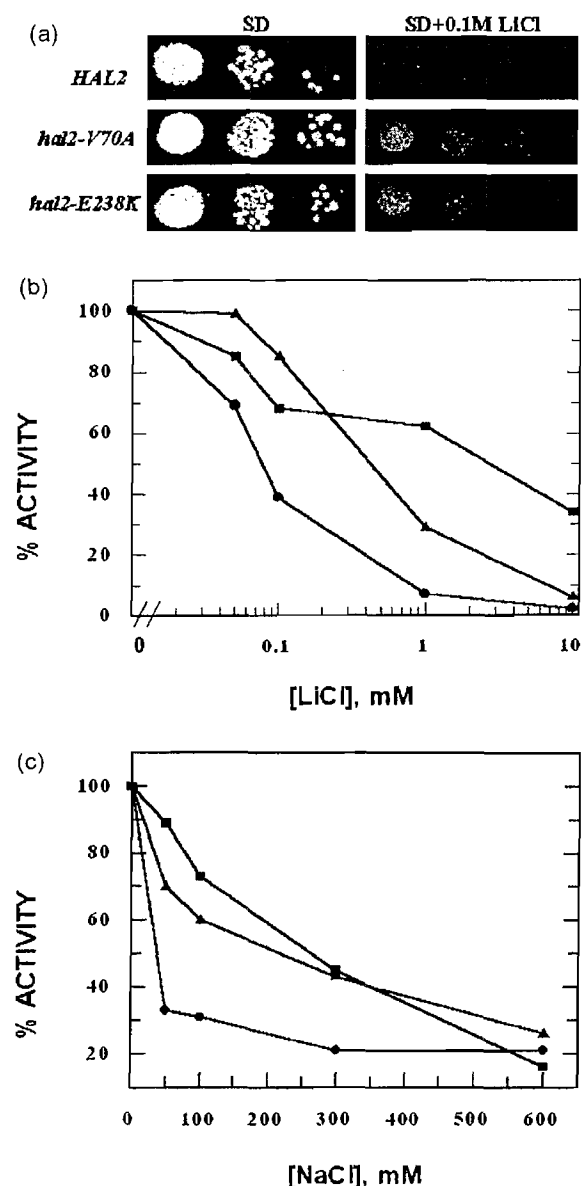 (a)
SD SD+0.1M LiCl
HAL2
hal2-V70A
hal2-E238K
(b)
100
80
60
40
20
0
% ACTIVITY
0 0.1 1 10
[LiCl], mM
(c)
100
80
60
40
20
% ACTIVITY
0 100 200 300 400 500 600
[NaCl], mM